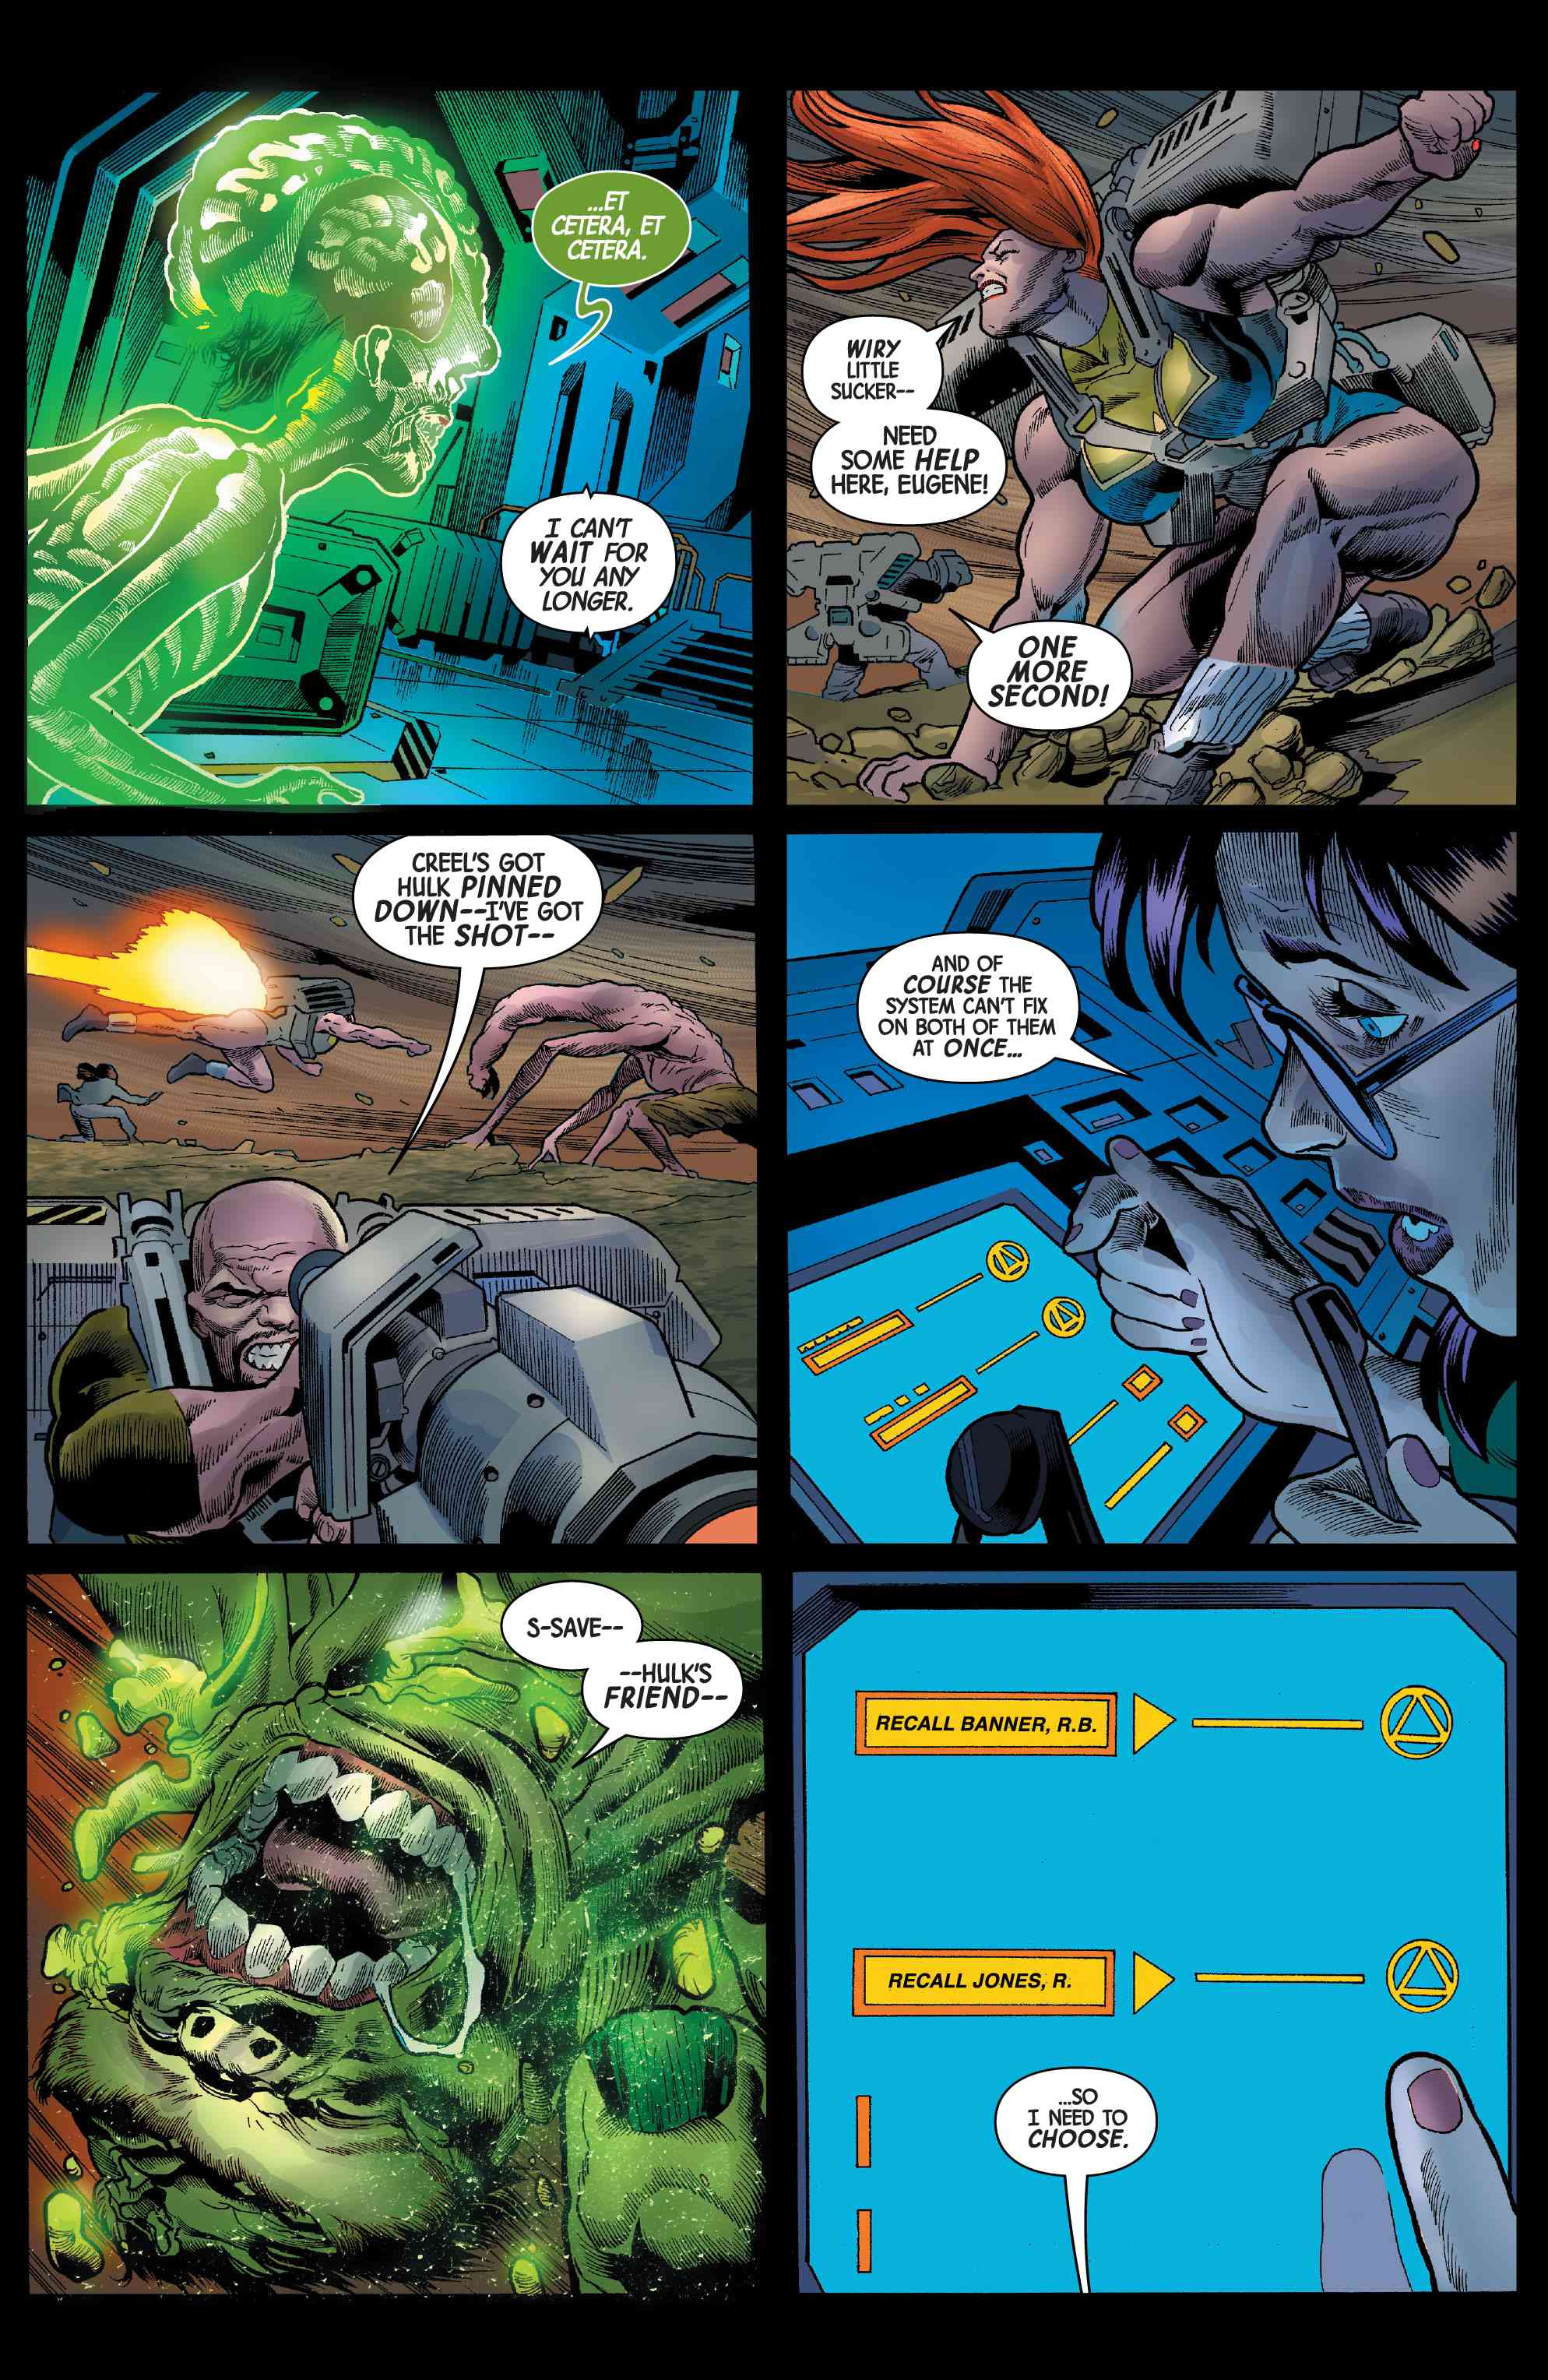 ...ET
CETERA, ET
CETERA.
I CAN'T
WAIT FOR
YOU ANY
LONGER.
WIRY
LITTLE
SUCKER--
NEED
SOME HELP
HERE, EUGENE!
ONE
MORE
SECOND!
CREEL'S GOT
HULK PINNED
DOWN--I'VE GOT
THE SHOT--
AND OF
COURSE THE
SYSTEM CAN'T FIX
ON BOTH OF THEM
AT ONCE...
S-SAVE--
--HULK'S
FRIEND--
RECALL BANNER, R.B.
RECALL JONES, R.
...SO
I NEED TO
CHOOSE.